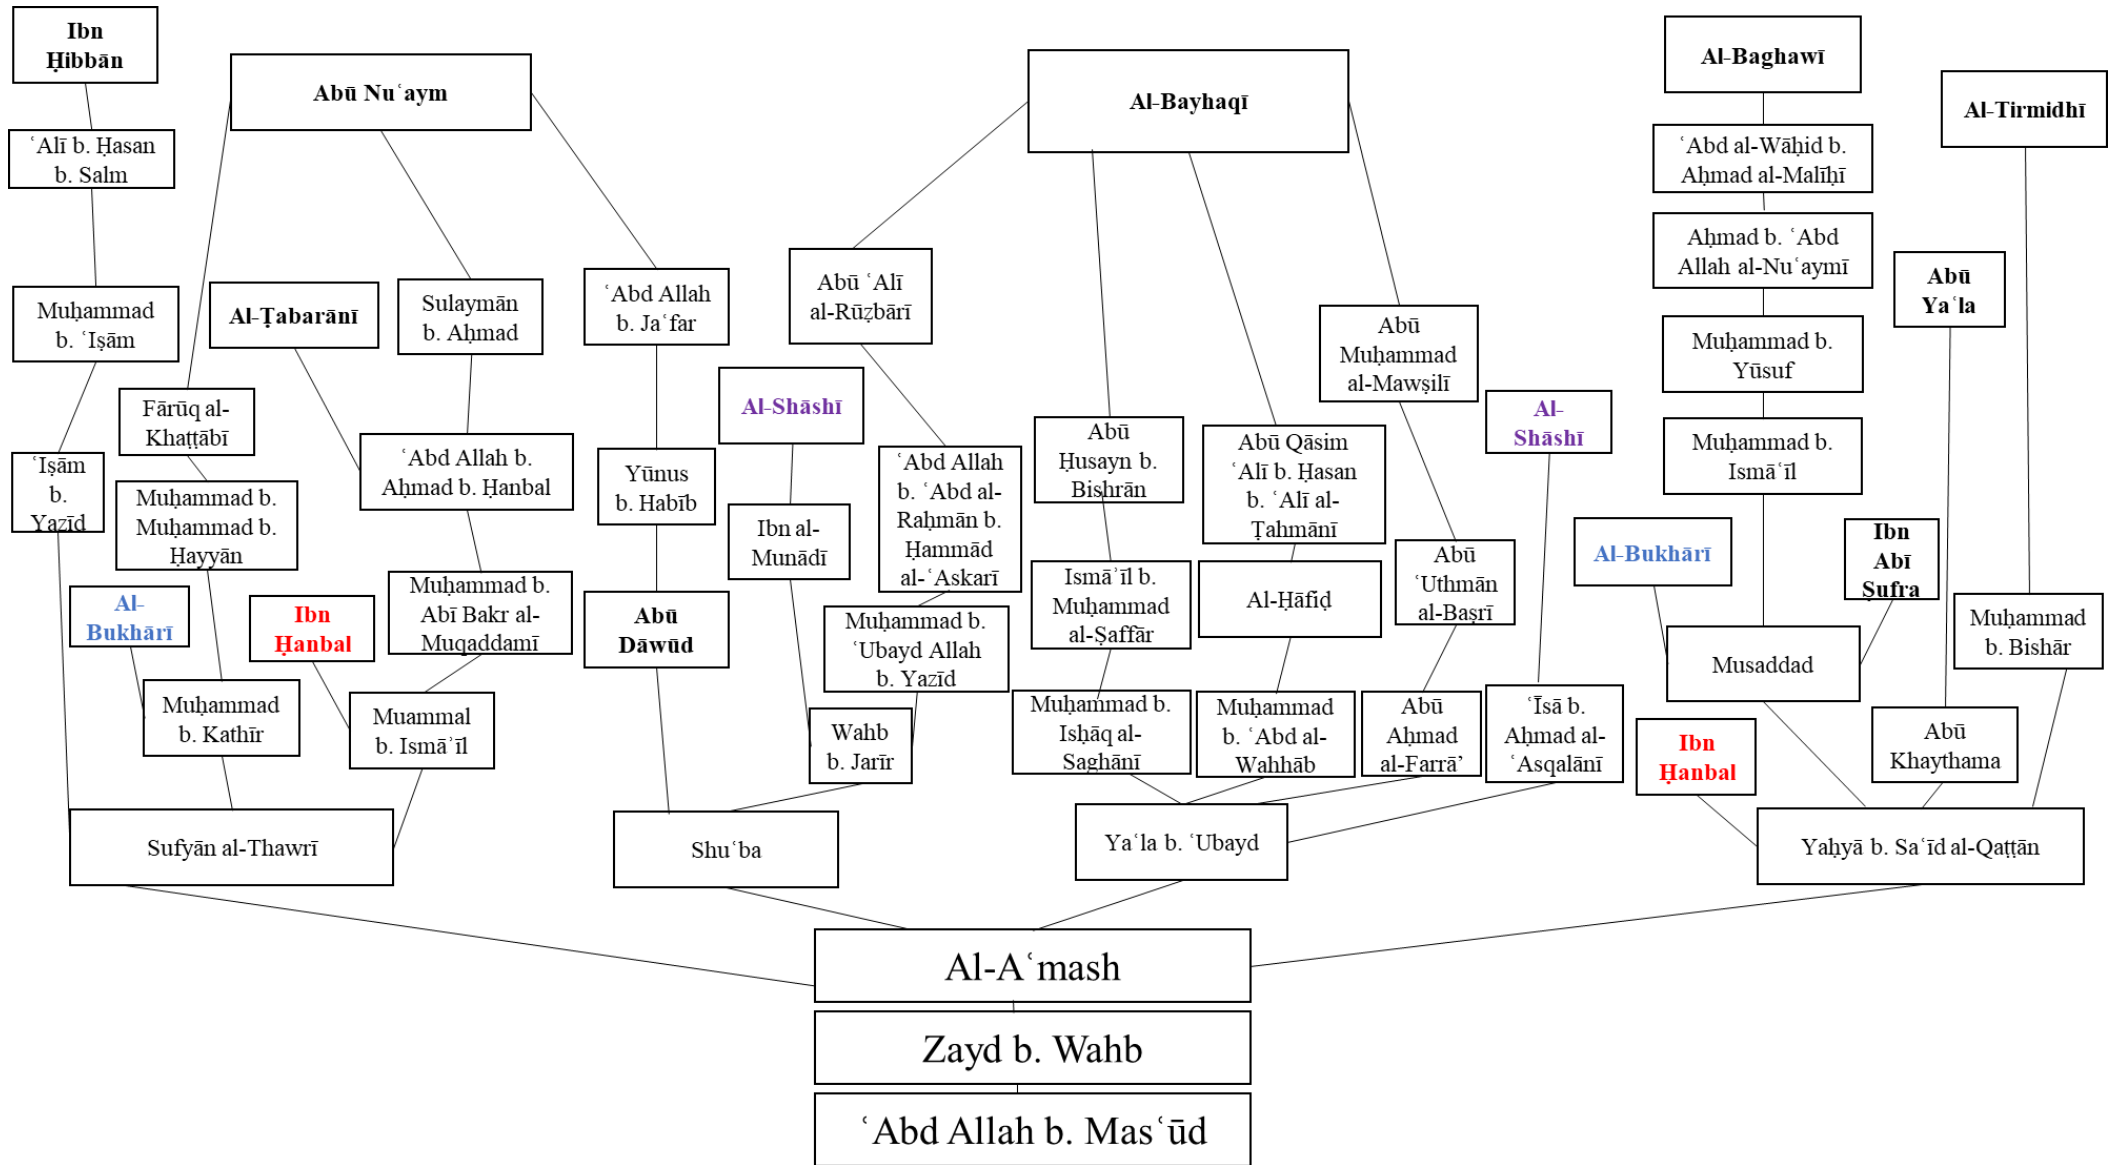 Ibn
Ḥibbān
Abū Nuʿaym
Al-Bayhaqī
Al-Baghawī
Al-Tirmidhī
ʿAlī b. Ḥasan
b. Salm
ʿAbd al-Wāḥid b.
Aḥmad al-Malīḥī
Aḥmad b. ʿAbd
Allah al-Nuʿaymī
Muḥammad
b. ʿIṣām
Al-Ṭabarānī
Sulaymān
b. Aḥmad
ʿAbd Allah
b. Jaʿfar
Abū ʿAlī
al-Rūẓbārī
Abū
Muḥammad
al-Mawṣilī
Muḥammad b.
Yūsuf
Abū
Yaʿla
Fārūq al-
Khaṭṭābī
Al-Shāshī
Al-
Shāshī
ʿIṣām
b.
Yazīd
Muḥammad b.
Muḥammad b.
Ḥayyān
ʿAbd Allah b.
Aḥmad b. Ḥanbal
Yūnus
b. Habīb
Ibn al-
Munādī
ʿAbd Allah
b. ʿAbd al-
Raḥmān b.
Ḥammād
al-ʿAskarī
Abū
Ḥusayn b.
Bishrān
Abū Qāsim
ʿAlī b. Ḥasan
b. ʿAlī al-
Ṭahmānī
Muḥammad b.
Ismāʿīl
Al-
Bukhārī
Ibn
Ḥanbal
Muḥammad b.
Abī Bakr al-
Muqaddamī
Abū
Dāwūd
Muḥammad b.
ʿUbayd Allah
b. Yazīd
Ismāʾīl b.
Muḥammad
al-Ṣaffār
Al-Ḥāfiḍ
Abū
ʿUthmān
al-Baṣrī
Al-Bukhārī
Ibn
Abī
Ṣufra
Musaddad
Muḥammad
b. Bishār
Muḥammad
b. Kathīr
Muammal
b. Ismāʾīl
Wahb
b. Jarīr
Muḥammad b.
Isḥāq al-
Saghānī
Muḥammad
b. ʿAbd al-
Wahhāb
Abū
Aḥmad
al-Farrā’
ʿĪsā b.
Aḥmad al-
ʿAsqalānī
Ibn
Ḥanbal
Abū
Khaythama
Sufyān al-Thawrī
Shuʿba
Yaʿla b. ʿUbayd
Yaḥyā b. Saʿīd al-Qaṭṭān
Al-Aʿmash
Zayd b. Wahb
ʿAbd Allah b. Masʿūd